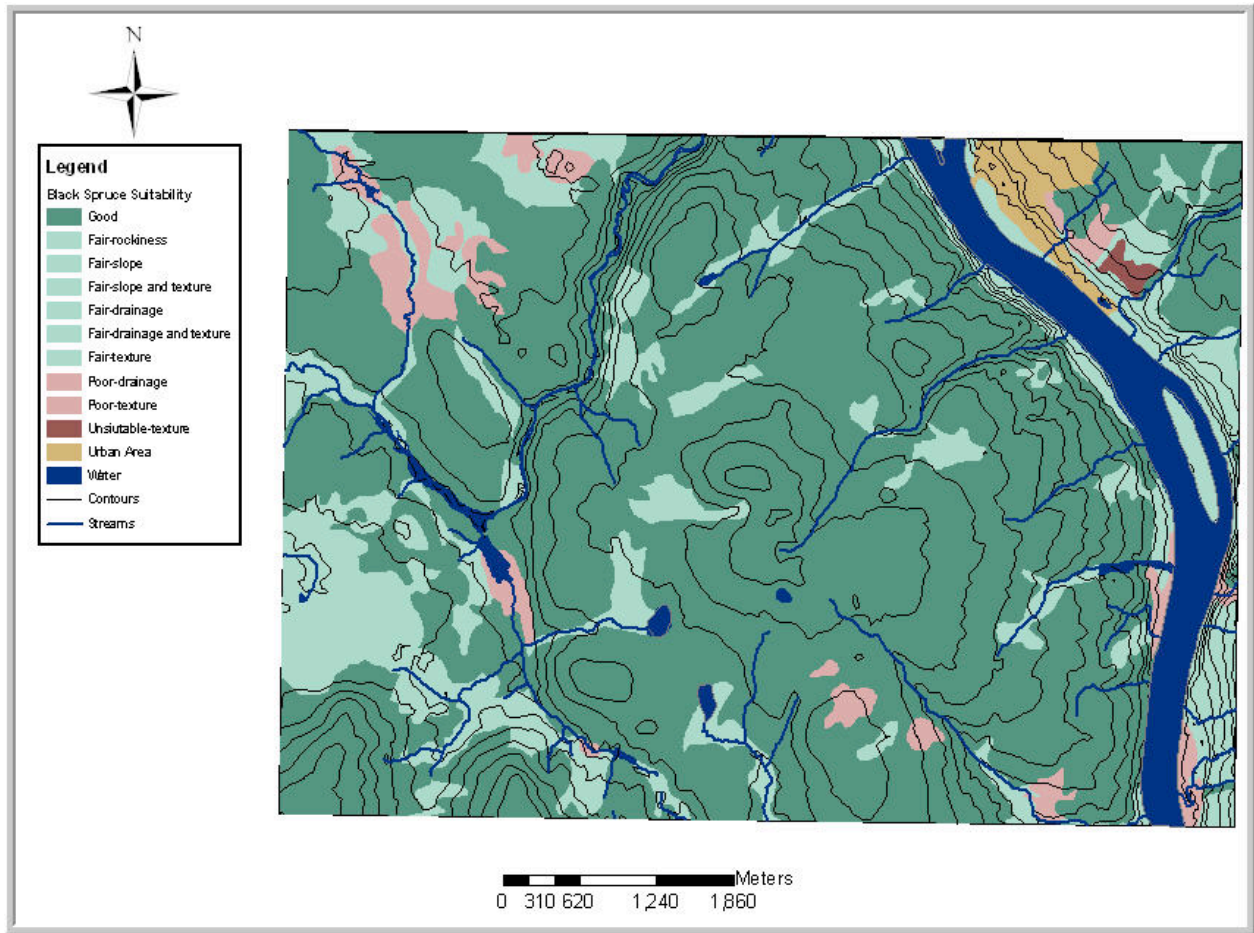 N
Legend
Black Spruce Suitability
Good
Fair-rockiness
Fair-slope
Fair-slope and texture
Fair-drainage
Fair-drainage and texture
Fair-texture
Poor-drainage
Poor-texture
Unsiutable-texture
Urban Area
Water
Contours
Streams
Meters
0 310 620 1,240 1,860